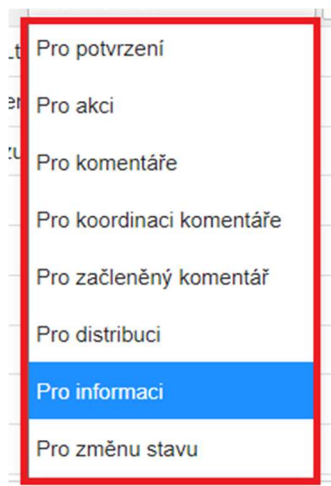 Pro potvrzení
Pro akci
Pro komentáře
Pro koordinaci komentáře
Pro začleněný komentář
Pro distribuci
Pro informaci
Pro změnu stavu